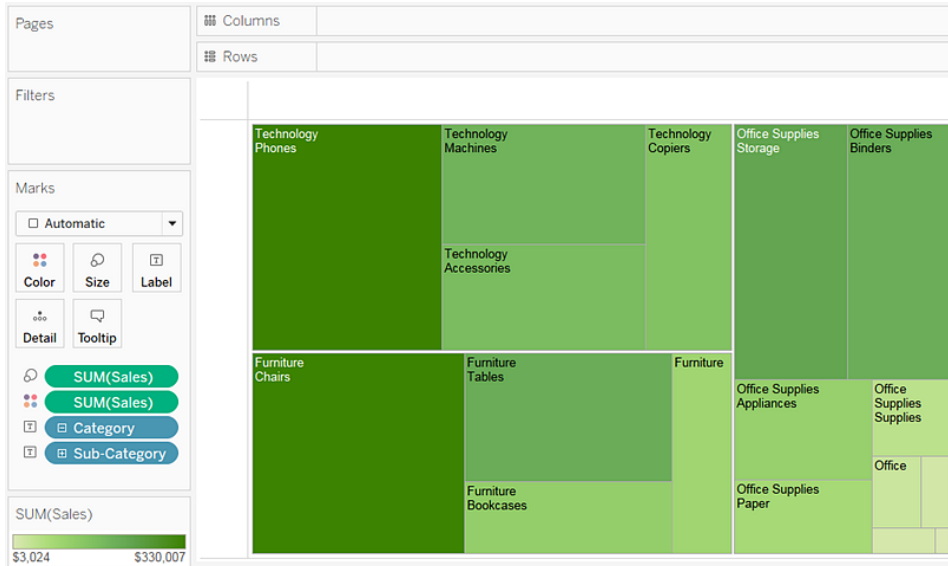 Pages
Columns
Rows
Filters
Marks
Automatic
Color
Size
Label
Detail
Tooltip
SUM(Sales)
SUM(Sales)
Category
Sub-Category
SUM(Sales)
$3,024
$330,007
Technology
Phones
Technology
Machines
Technology
Copiers
Technology
Accessories
Office Supplies
Storage
Office Supplies
Binders
Furniture
Chairs
Furniture
Tables
Furniture
Furniture
Bookcases
Office Supplies
Appliances
Office
Supplies
Supplies
Office
Office Supplies
Paper